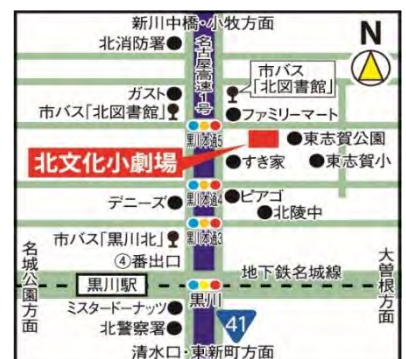 新川中橋・小牧方面
N
北消防署
名古屋高速1号
市バス
「北図書館」
ガスト
市バス「北図書館」
ファミリーマート
黒川本通5
東志賀公園
北文化小劇場
すき家
東志賀小
デニーズ
黒川本通4
ピアゴ
北陵中
市バス「黒川北」
黒川本通3
④番出口
地下鉄名城線
名城公園方面
大曽根方面
黒川駅
黒川
ミスタードーナッツ
北警察署
41
清水口・東新町方面